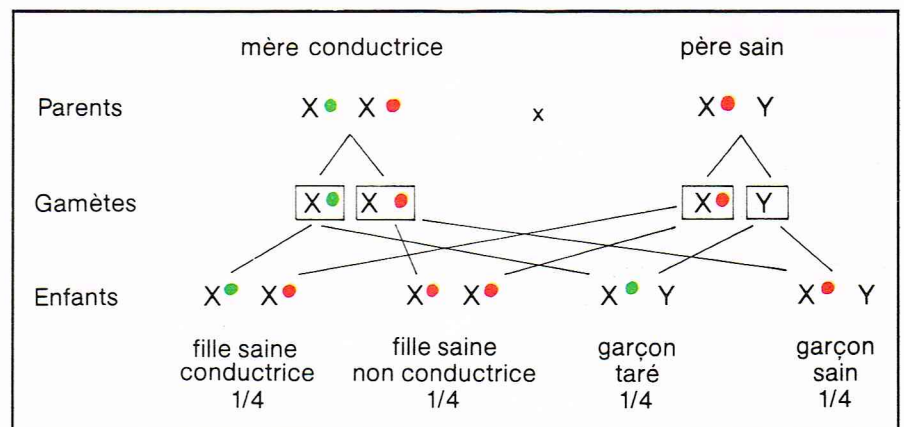 mère conductrice père sain
Parents X X x X Y
Gamètes X X X Y
Enfants X X X X X Y X Y
fille saine fille saine garçon garçon
conductrice non conductrice taré sain
1/4 1/4 1/4 1/4